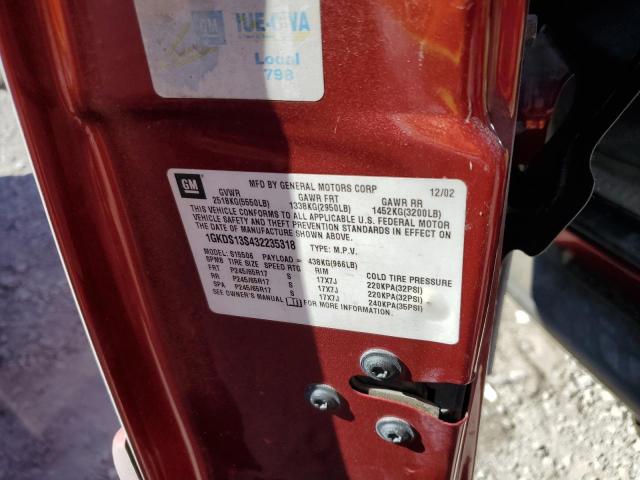 GM IUE-CWA
Local
798
GM MFD BY GENERAL MOTORS CORP 12/02
GVWR GAWR FRT GAWR RR
2518KG(5550LB) 1338KG(2950LB) 1452KG(3200LB)
THIS VEHICLE CONFORMS TO ALL APPLICABLE U.S. FEDERAL MOTOR
VEHICLE SAFETY AND THEFT PREVENTION STANDARDS IN EFFECT ON
THE DATE OF MANUFACTURE SHOWN ABOVE.
1GKDS13S432235318 TYPE: M.P.V.
MODEL: S15506 PAYLOAD = 438KG(966LB)
SPMB TIRE SIZE SPEED RTG RIM COLD TIRE PRESSURE
FRT P245/65R17 S 17X7J 220KPA(32PSI)
RR P245/65R17 S 17X7J 220KPA(32PSI)
SPA P245/65R17 S 17X7J 240KPA(35PSI)
SEE OWNER'S MANUAL FOR MORE INFORMATION.